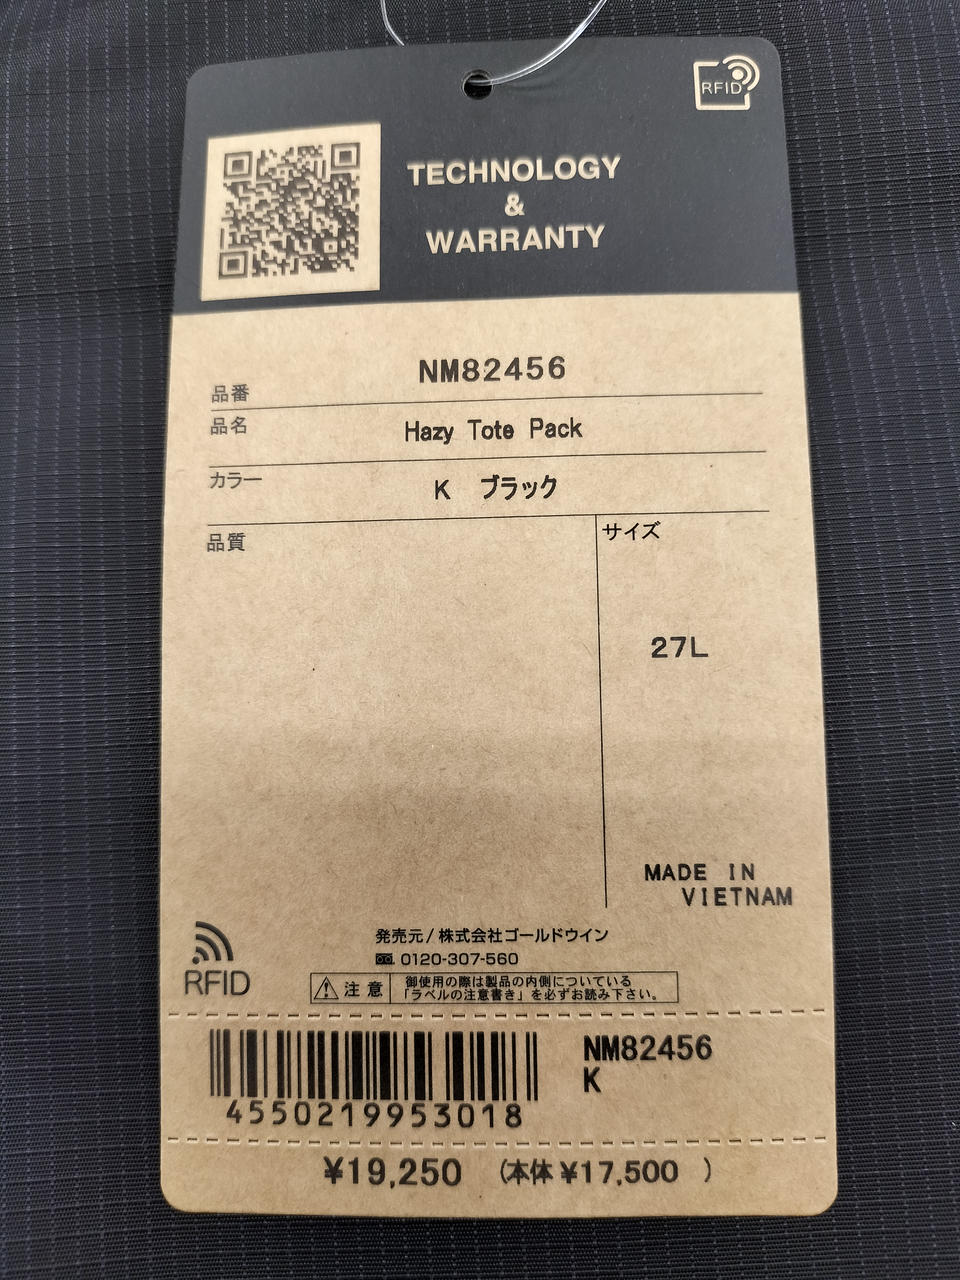 RFID
TECHNOLOGY
&
WARRANTY
品番 NM82456
品名 Hazy Tote Pack
カラー K ブラック
品質
サイズ
27L
MADE IN
VIETNAM
RFID
発売元/株式会社ゴールドウイン
0120-307-560
注意
御使用の際は製品の内側についている
「ラベルの注意書き」を必ずお読み下さい。
NM82456
K
4550219953018
¥19,250 (本体¥17,500 )